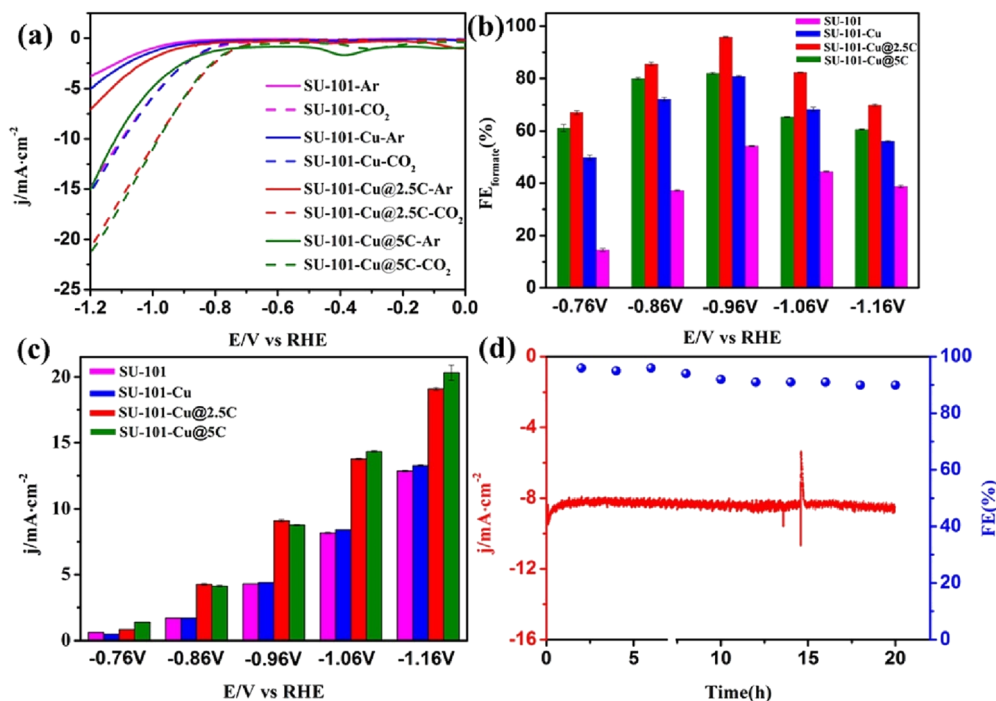 (a)
0
-5
-10
-15
-20
-25
j/mA·cm⁻²
SU-101-Ar
SU-101-CO₂
SU-101-Cu-Ar
SU-101-Cu-CO₂
SU-101-Cu@2.5C-Ar
SU-101-Cu@2.5C-CO₂
SU-101-Cu@5C-Ar
SU-101-Cu@5C-CO₂
-1.2 -1.0 -0.8 -0.6 -0.4 -0.2 0.0
E/V vs RHE
(b)
100
80
60
40
20
0
FE formate(%)
SU-101
SU-101-Cu
SU-101-Cu@2.5C
SU-101-Cu@5C
-0.76V -0.86V -0.96V -1.06V -1.16V
E/V vs RHE
(c)
20
15
10
5
0
j/mA·cm⁻²
SU-101
SU-101-Cu
SU-101-Cu@2.5C
SU-101-Cu@5C
-0.76V -0.86V -0.96V -1.06V -1.16V
E/V vs RHE
(d)
0
-4
-8
-12
-16
j/mA·cm⁻²
100
80
60
40
20
0
FE(%)
0 5 10 15 20
Time(h)